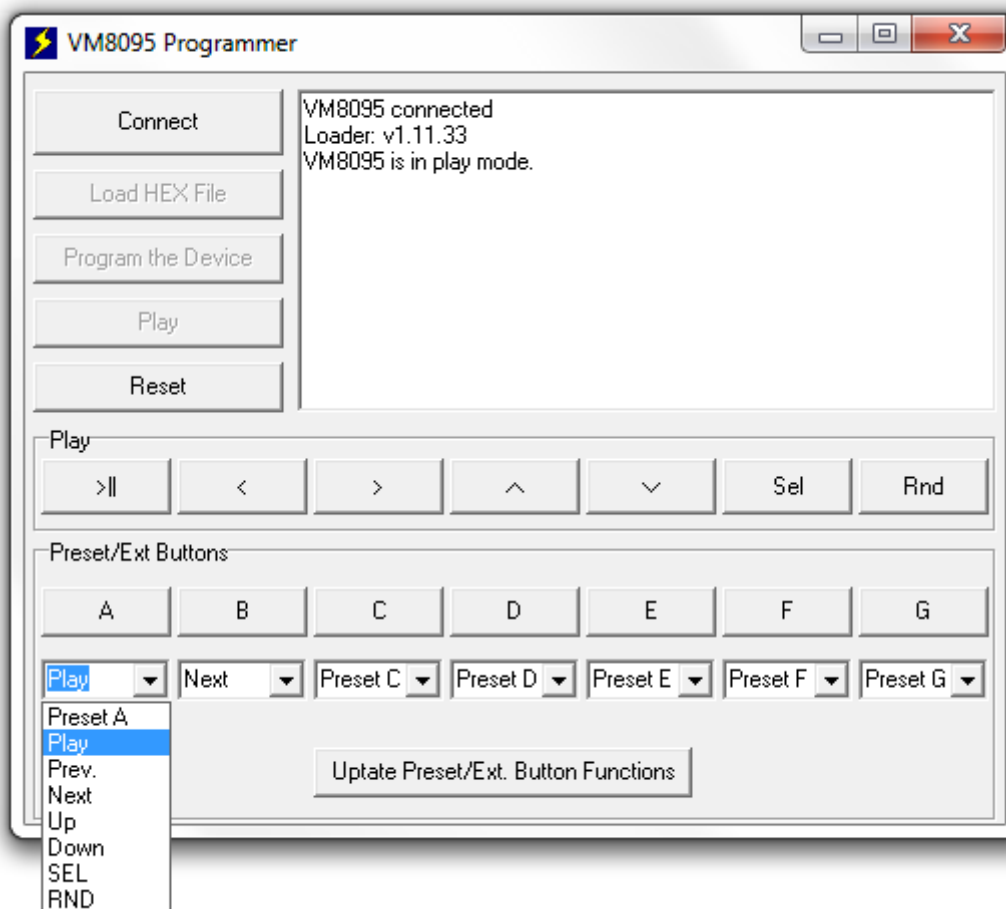 VM8095 Programmer
Connect
VM8095 connected
Loader: v1.11.33
VM8095 is in play mode.
Load HEX File
Program the Device
Play
Reset
Play
>|| < > ^ v Sel Rnd
Preset/Ext Buttons
A B C D E F G
Play Next Preset C Preset D Preset E Preset F Preset G
Preset A
Play
Prev.
Next
Up
Down
SEL
RND
Uptate Preset/Ext. Button Functions